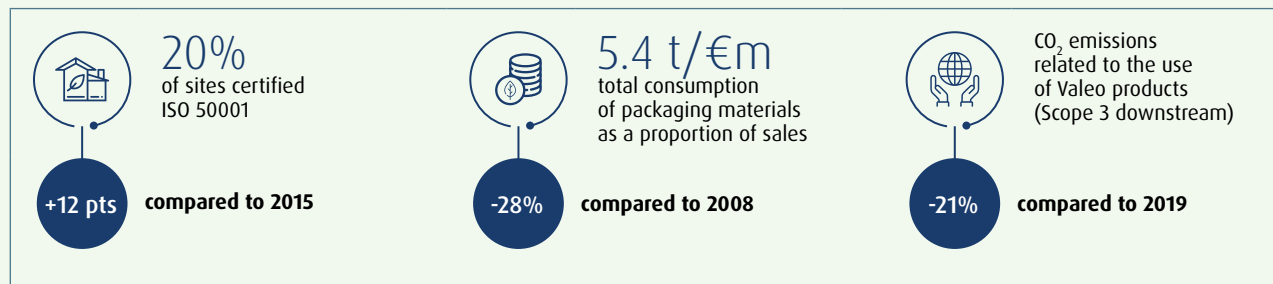 20%
of sites certified
ISO 50001
+12 pts
compared to 2015
5.4 t/€m
total consumption
of packaging materials
as a proportion of sales
-28%
compared to 2008
CO₂ emissions
related to the use
of Valeo products
(Scope 3 downstream)
-21%
compared to 2019